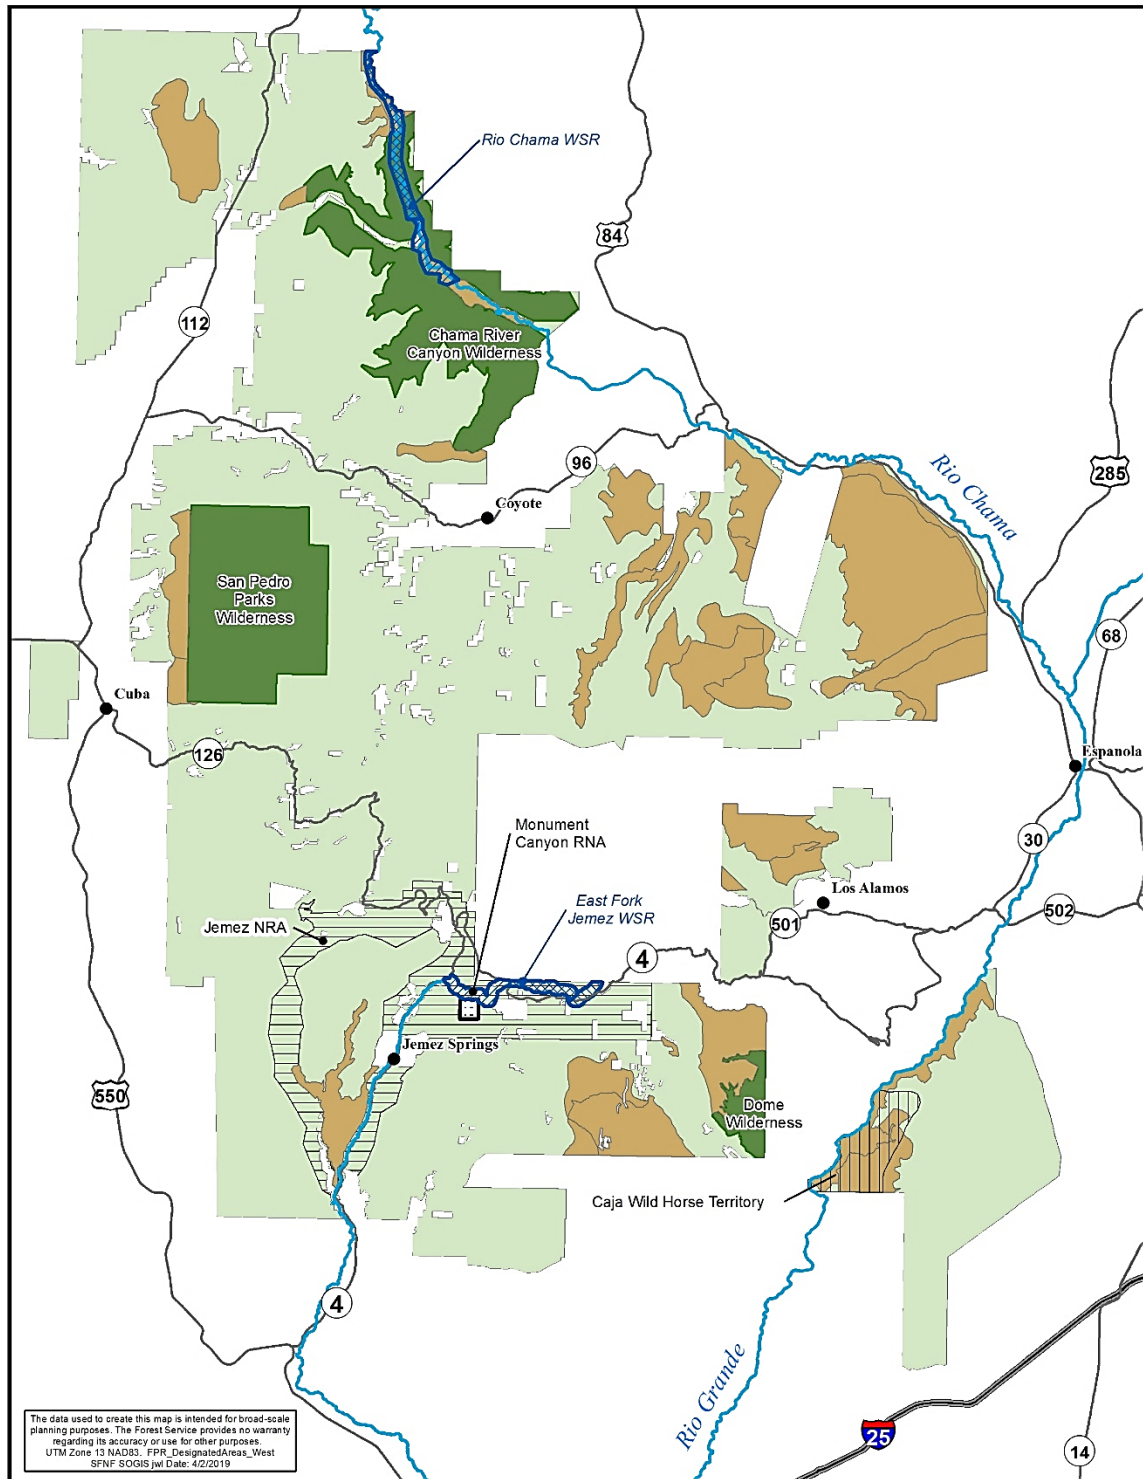 Rio Chama WSR
84
112
Chama River
Canyon Wilderness
96
285
Rio Chama
Coyote
San Pedro
Parks
Wilderness
68
Cuba
126
Espanola
Monument
Canyon RNA
30
Los Alamos
East Fork
Jemez WSR
502
501
Jemez NRA
4
Jemez Springs
550
Dome
Wilderness
Caja Wild Horse Territory
4
Rio Grande
25
14
The data used to create this map is intended for broad-scale
planning purposes. The Forest Service provides no warranty
regarding its accuracy or use for other purposes.
UTM Zone 13 NAD83. FPR_DesignatedAreas_West
SFNF SOGIS jwl Date: 4/2/2019